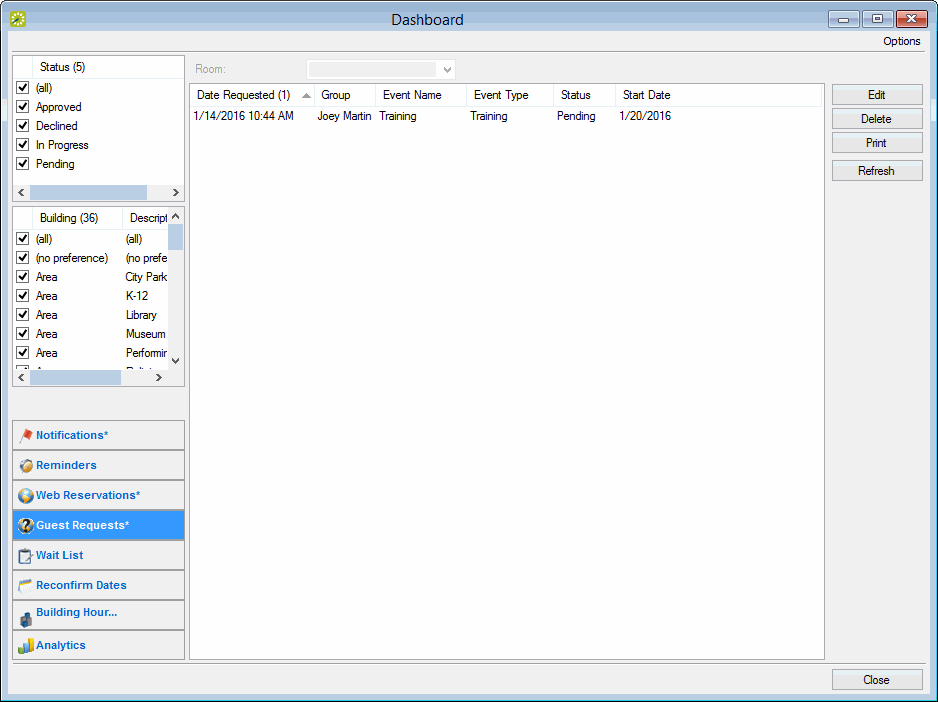 Dashboard
Options
Status (5)
(all)
Approved
Declined
In Progress
Pending
Building (36) Descript
(all) (all)
(no preference) (no prefe
Area City Park
Area K-12
Area Library
Area Museum
Area Performin
Notifications*
Reminders
Web Reservations*
Guest Requests*
Wait List
Reconfirm Dates
Building Hour...
Analytics
Room:
Date Requested (1) Group Event Name Event Type Status Start Date
1/14/2016 10:44 AM Joey Martin Training Training Pending 1/20/2016
Edit
Delete
Print
Refresh
Close